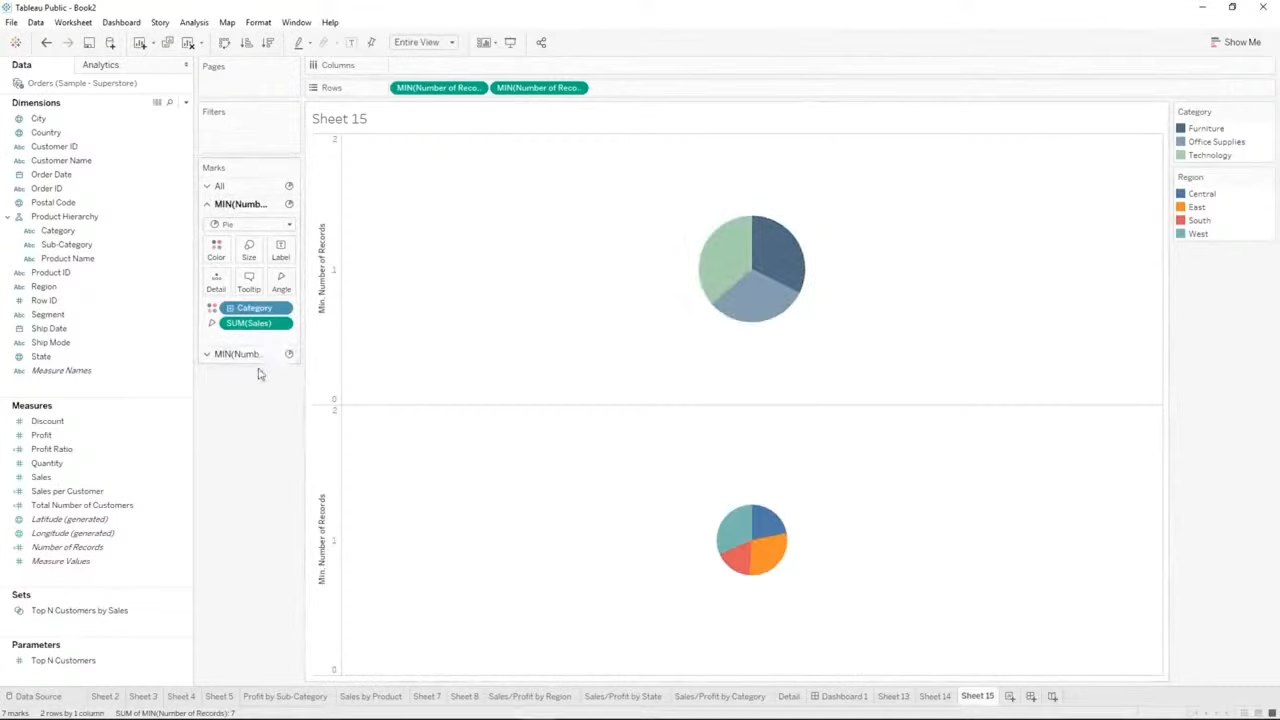 Tableau Public - Book2
File Data Worksheet Dashboard Story Analysis Map Format Window Help
Entire View
Show Me
Data Analytics
Orders (Sample - Superstore)
Dimensions
City
Country
Customer ID
Customer Name
Order Date
Order ID
Postal Code
Product Hierarchy
Abc Category
Abc Sub-Category
Abc Product Name
Abc Product ID
Abc Region
Abc Row ID
Abc Segment
Ship Date
Abc Ship Mode
State
Abc Measure Names
Measures
Discount
Profit
Profit Ratio
Quantity
Sales
Sales per Customer
Total Number of Customers
Latitude (generated)
Longitude (generated)
Number of Records
Measure Values
Sets
Top N Customers by Sales
Parameters
Top N Customers
Pages
Filters
Marks
All
MIN(Numb...
Pie
Color Size Label
Detail Tooltip Angle
Category
SUM(Sales)
MIN(Numb..
Columns
Rows MIN(Number of Reco.. MIN(Number of Reco..
Sheet 15
2
1
0
Min. Number of Records
2
1
0
Min. Number of Records
Category
Furniture
Office Supplies
Technology
Region
Central
East
South
West
Data Source Sheet 2 Sheet 3 Sheet 4 Sheet 5 Profit by Sub-Category Sales by Product Sheet 7 Sheet 8 Sales/Profit by Region Sales/Profit by State Sales/Profit by Category Detail Dashboard 1 Sheet 13 Sheet 14 Sheet 15
7 marks 2 rows by 1 column SUM of MIN(Number of Records): 7